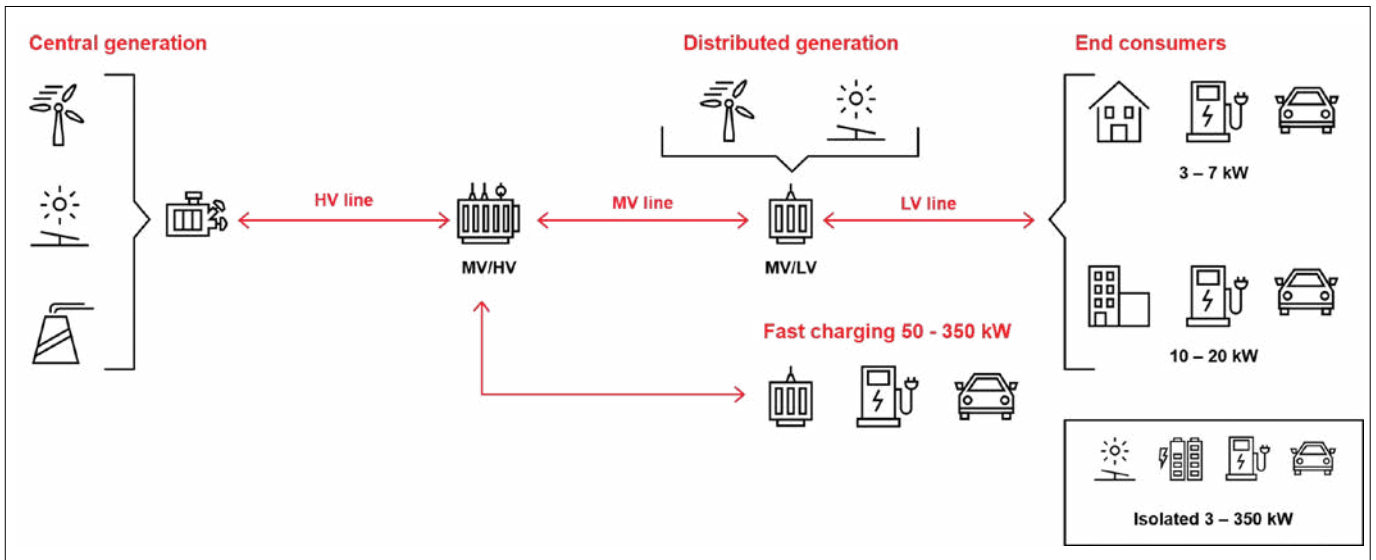 Central generation
Distributed generation
End consumers
3 – 7 kW
HV line
MV line
LV line
MV/HV
MV/LV
Fast charging 50 - 350 kW
10 – 20 kW
Isolated 3 – 350 kW